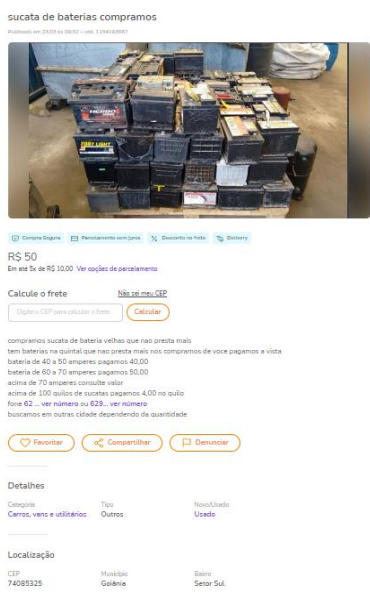 sucata de baterias compramos
Compra Segura
Parcelamento sem juros
Desconto no frete
Delivery
R$ 50
Em até 5x de R$ 10,00 Ver opções de parcelamento
Calcule o frete
Não sei meu CEP
Digite o CEP para calcular o frete
Calcular
compramos sucata de bateria velhas que nao presta mais
tem baterias na quintal que nao presta mais nos compramos de voce pagamos a vista
bateria de 40 a 50 amperes pagamos 40,00
bateria de 60 a 70 amperes pagamos 50,00
acima de 70 amperes consulte valor
acima de 100 quilos de sucatas pagamos 4,00 no quilo
fone 62 ... ver número ou 629... ver número
buscamos em outras cidade dependendo da quantidade
Favoritar
Compartilhar
Denunciar
Detalhes
Categoria
Tipo
Novo/Usado
Carros, vans e utilitários
Outros
Usado
Localização
CEP
Município
Bairro
74085325
Goiânia
Setor Sul